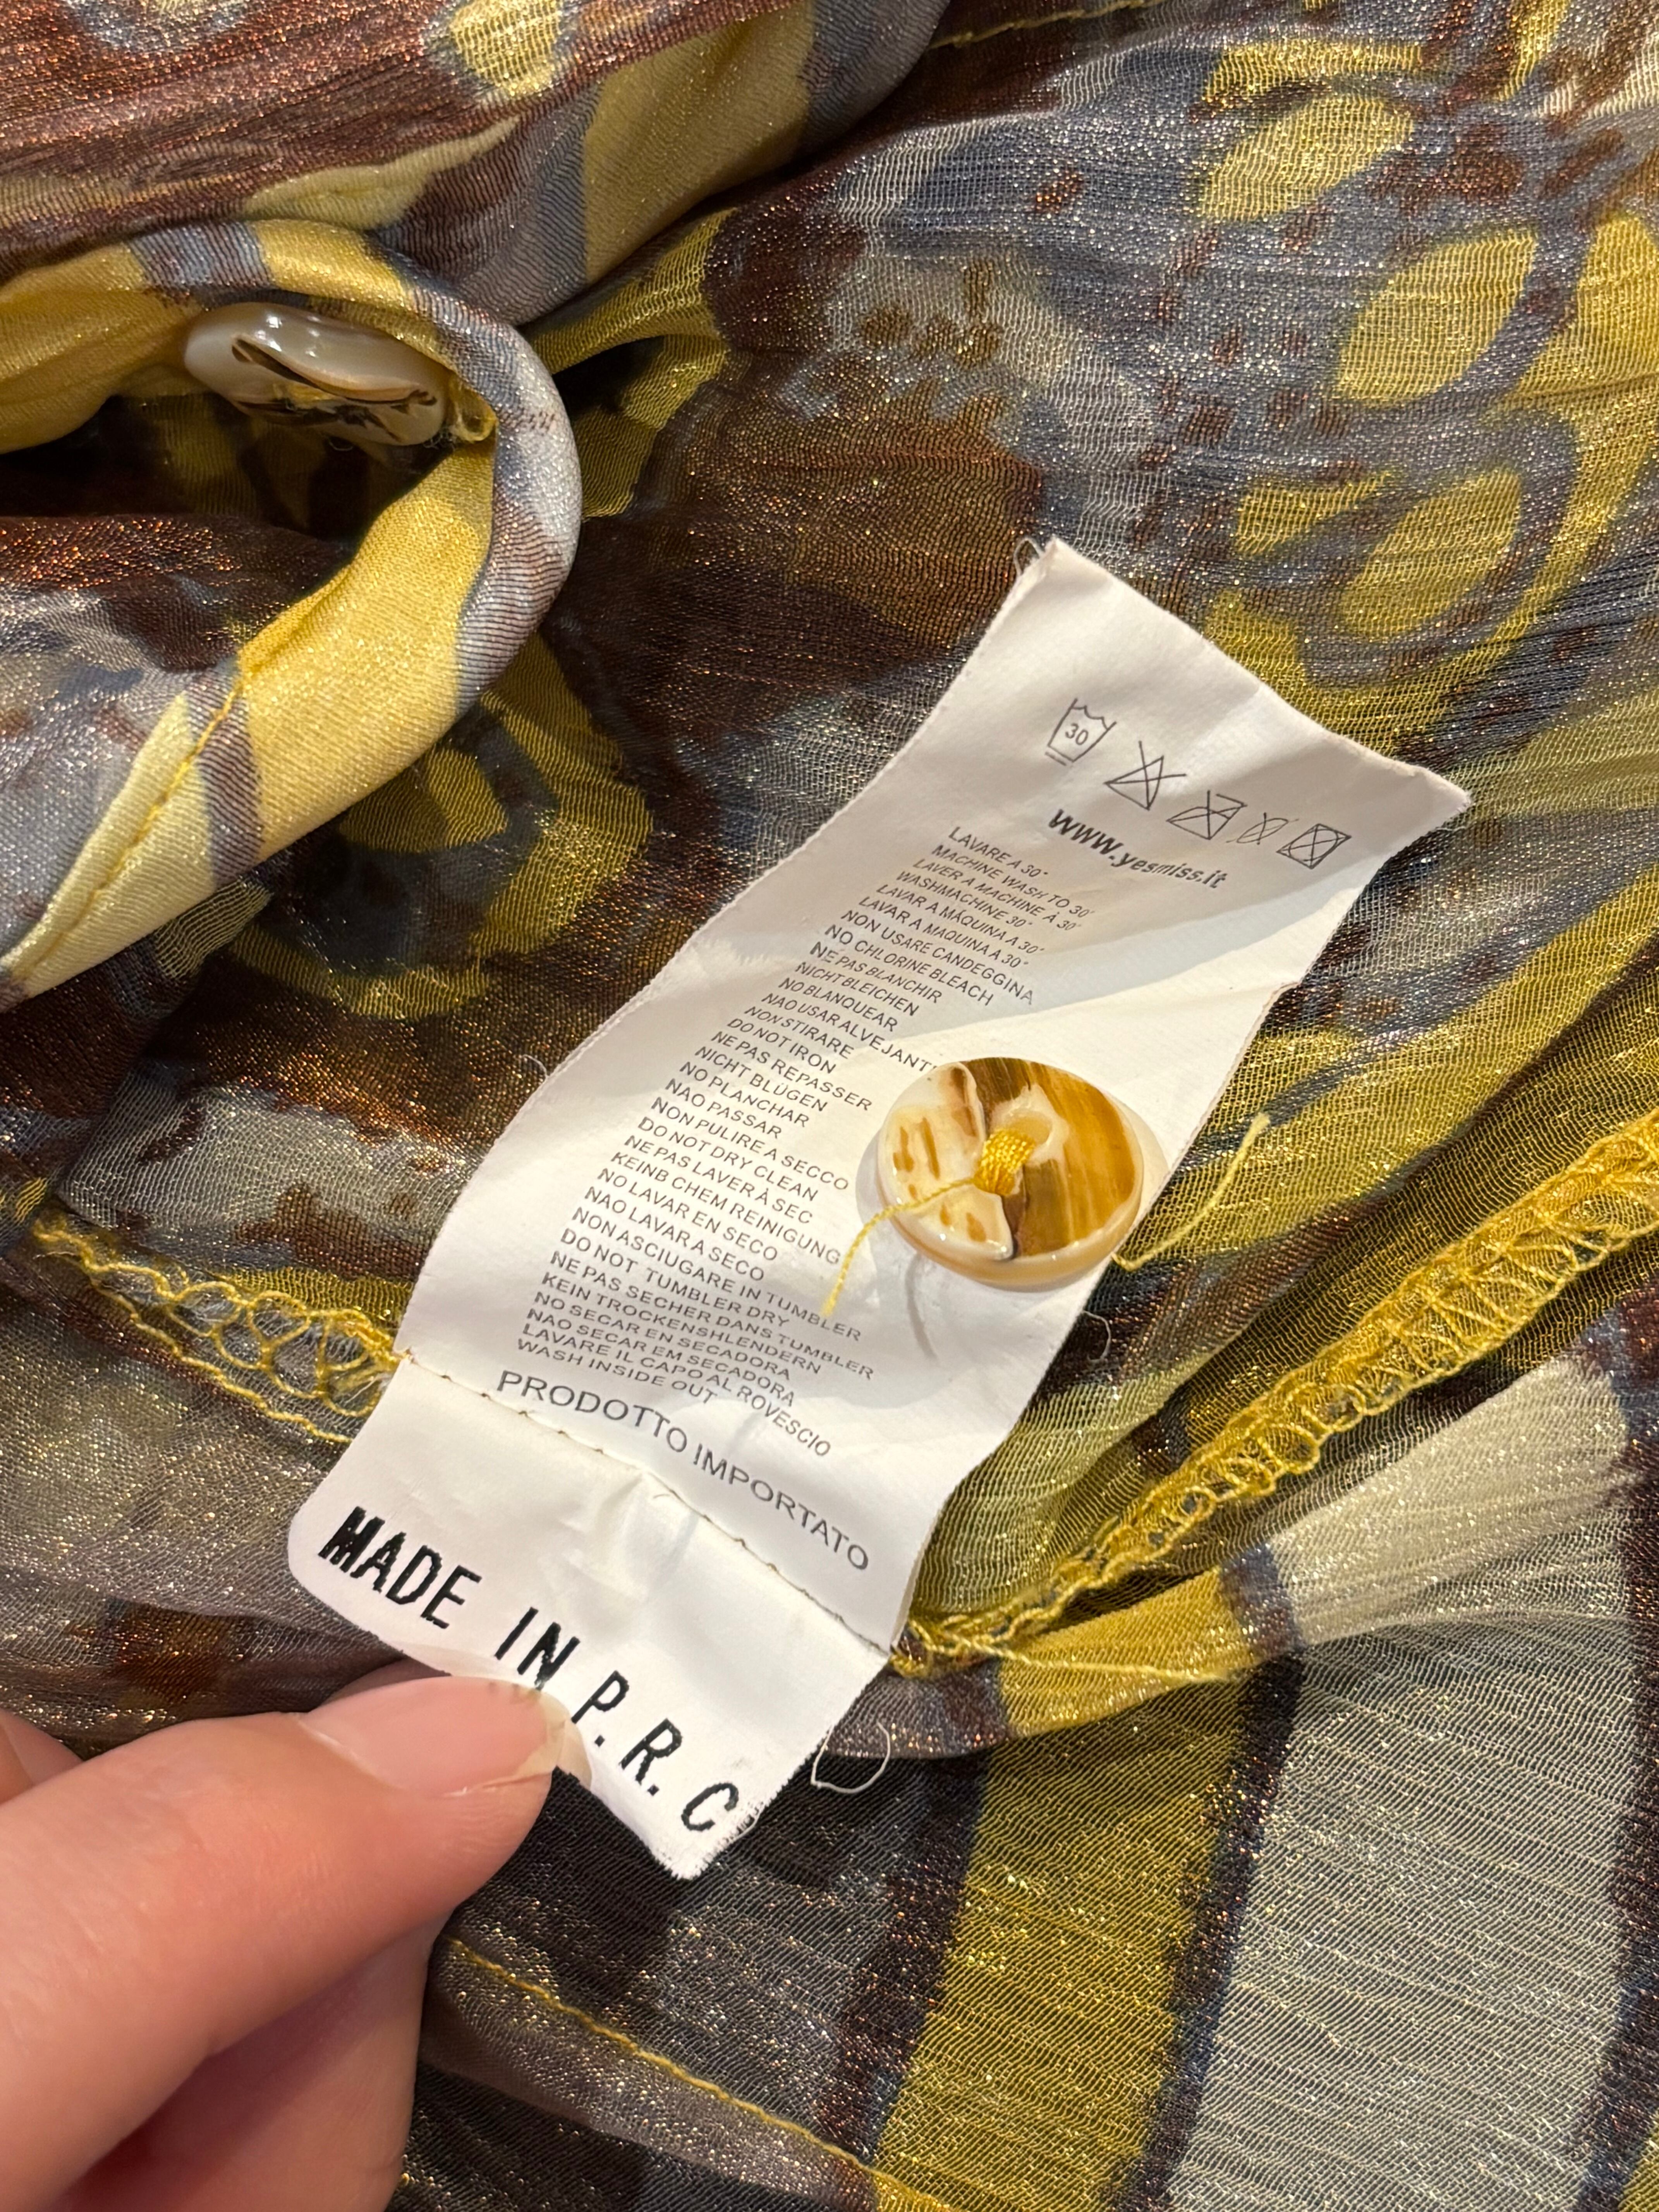 30
www.yesmiss.it
LAVARE A 30°
MACHINE WASH TO 30°
LAVER A MACHINE Á 30°
WASHMACHINE 30°
LAVAR A MÁQUINA A 30°
LAVAR A MAQUINA A 30°
NON USARE CANDEGGINA
NO CHLORINE BLEACH
NE PAS BLANCHIR
NICHT BLEICHEN
NO BLANQUEAR
NAO USAR ALVEJANT
NON STIRARE
DO NOT IRON
NE PAS REPASSER
NICHT BLÜGEN
NO PLANCHAR
NAO PASSAR
NON PULIRE A SECCO
DO NOT DRY CLEAN
NE PAS LAVER À SEC
KEINB CHEM REINIGUNG
NO LAVAR EN SECO
NAO LAVAR A SECO
NON ASCIUGARE IN TUMBLER
DO NOT TUMBLER DRY
NE PAS SECHER DANS TUMBLER
KEIN TROCKENSHLENDERN
NO SECAR EN SECADORA
NAO SECAR EM SECADORA
LAVARE IL CAPO AL ROVESCIO
WASH INSIDE OUT
PRODOTTO IMPORTATO
MADE IN P.R.C